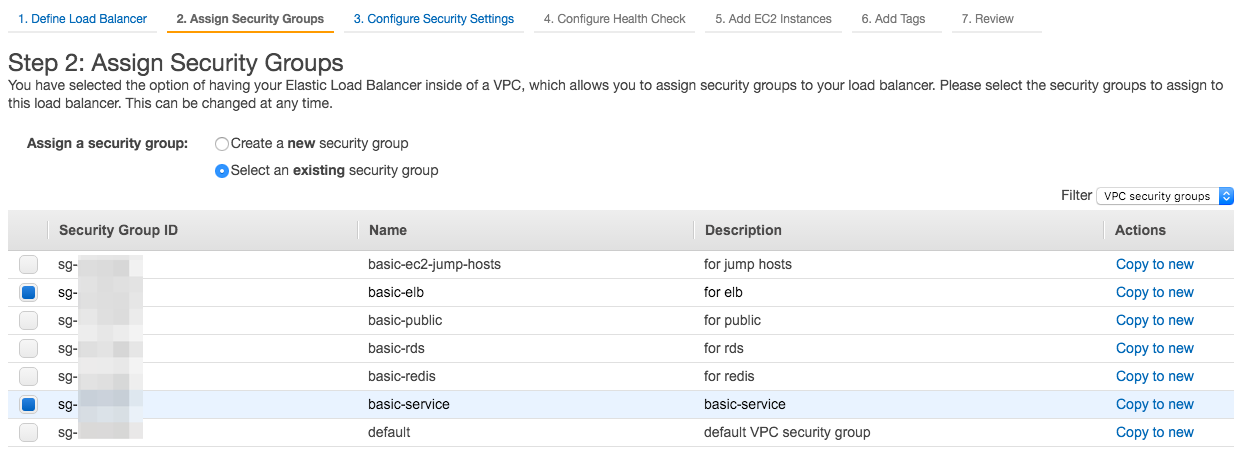 1. Define Load Balancer 2. Assign Security Groups 3. Configure Security Settings 4. Configure Health Check 5. Add EC2 Instances 6. Add Tags 7. Review
Step 2: Assign Security Groups
You have selected the option of having your Elastic Load Balancer inside of a VPC, which allows you to assign security groups to your load balancer. Please select the security groups to assign to
this load balancer. This can be changed at any time.
Assign a security group: Create a new security group
Select an existing security group
Filter VPC security groups
Security Group ID Name Description Actions
sg- basic-ec2-jump-hosts for jump hosts Copy to new
sg- basic-elb for elb Copy to new
sg- basic-public for public Copy to new
sg- basic-rds for rds Copy to new
sg- basic-redis for redis Copy to new
sg- basic-service basic-service Copy to new
sg- default default VPC security group Copy to new